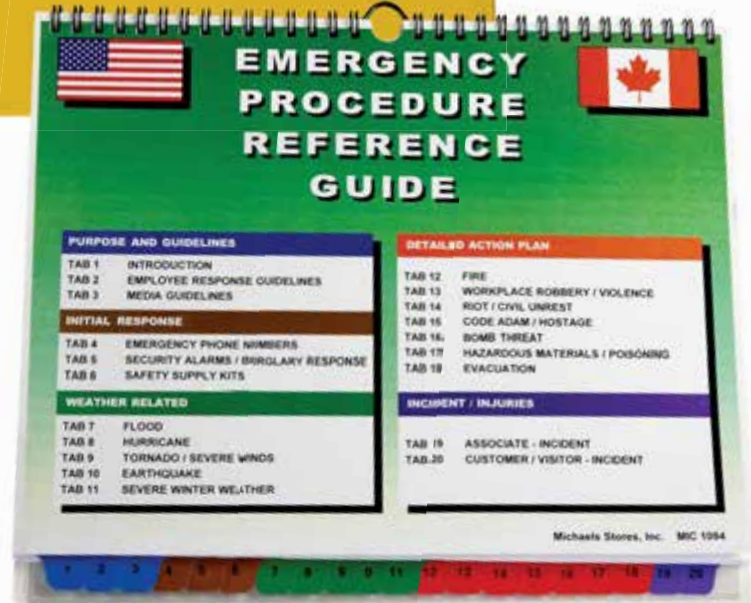 EMERGENCY
PROCEDURE
REFERENCE
GUIDE
PURPOSE AND GUIDELINES
TAB 1 INTRODUCTION
TAB 2 EMPLOYEE RESPONSE GUIDELINES
TAB 3 MEDIA GUIDELINES
INITIAL RESPONSE
TAB 4 EMERGENCY PHONE NUMBERS
TAB 5 SECURITY ALARMS / BURGLARY RESPONSE
TAB 6 SAFETY SUPPLY KITS
WEATHER RELATED
TAB 7 FLOOD
TAB 8 HURRICANE
TAB 9 TORNADO / SEVERE WINDS
TAB 10 EARTHQUAKE
TAB 11 SEVERE WINTER WEATHER
DETAILED ACTION PLAN
TAB 12 FIRE
TAB 13 WORKPLACE ROBBERY / VIOLENCE
TAB 14 RIOT / CIVIL UNREST
TAB 15 CODE ADAM / HOSTAGE
TAB 16 BOMB THREAT
TAB 17 HAZARDOUS MATERIALS / POISONING
TAB 18 EVACUATION
INCIDENT / INJURIES
TAB 19 ASSOCIATE - INCIDENT
TAB 20 CUSTOMER / VISITOR - INCIDENT
Michaels Stores, Inc. MIC 1094
1 2 3 4 5 6 7 8 9 0 11 12 13 14 15 16 17 18 19 20